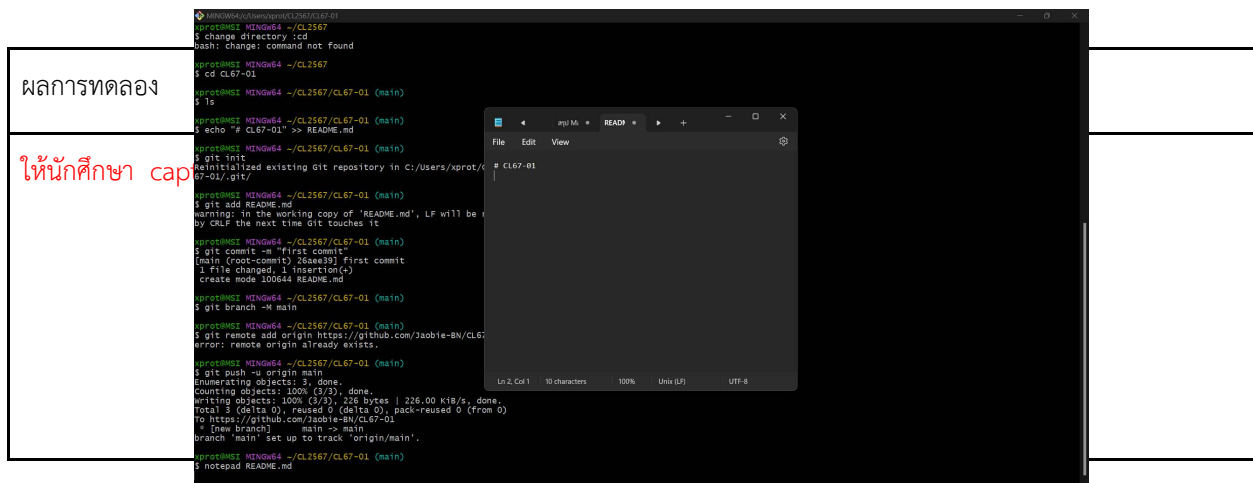 MINGW64:/c/Users/xprot/CL2567/CL67-01
xprot@MSI MINGW64 ~/CL2567
$ change directory :cd
bash: change: command not found
xprot@MSI MINGW64 ~/CL2567
$ cd CL67-01
ผลการทดลอง
xprot@MSI MINGW64 ~/CL2567/CL67-01 (main)
$ ls
xprot@MSI MINGW64 ~/CL2567/CL67-01 (main)
$ echo "# CL67-01" >> README.md
xprot@MSI MINGW64 ~/CL2567/CL67-01 (main)
$ git init
Reinitialized existing Git repository in C:/Users/xprot/
67-01/.git/
ให้นักศึกษา cap
xprot@MSI MINGW64 ~/CL2567/CL67-01 (main)
$ git add README.md
warning: in the working copy of 'README.md', LF will be
by CRLF the next time Git touches it
xprot@MSI MINGW64 ~/CL2567/CL67-01 (main)
$ git commit -m "first commit"
[main (root-commit) 26aee39] first commit
1 file changed, 1 insertion(+)
create mode 100644 README.md
xprot@MSI MINGW64 ~/CL2567/CL67-01 (main)
$ git branch -M main
xprot@MSI MINGW64 ~/CL2567/CL67-01 (main)
$ git remote add origin https://github.com/Jaobie-BN/CL67
error: remote origin already exists.
xprot@MSI MINGW64 ~/CL2567/CL67-01 (main)
$ git push -u origin main
Enumerating objects: 3, done.
Counting objects: 100% (3/3), done.
Writing objects: 100% (3/3), 226 bytes | 226.00 KiB/s, done.
Total 3 (delta 0), reused 0 (delta 0), pack-reused 0 (from 0)
To https://github.com/Jaobie-BN/CL67-01
* [new branch] main -> main
branch 'main' set up to track 'origin/main'.
xprot@MSI MINGW64 ~/CL2567/CL67-01 (main)
$ notepad README.md
สรุป READM
File Edit View
# CL67-01
Ln 2, Col 1 10 characters 100% Unix (LF) UTF-8